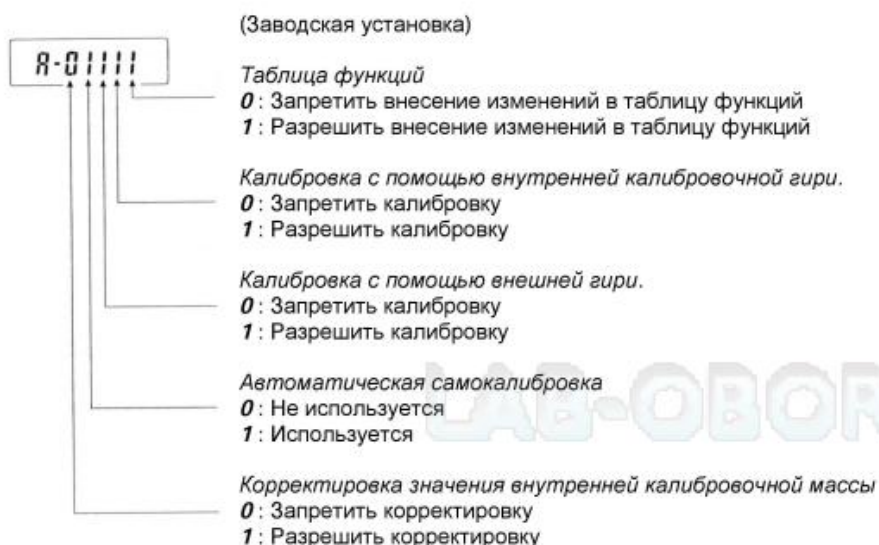 (Заводская установка)
A-01111
Таблица функций
0 : Запретить внесение изменений в таблицу функций
1 : Разрешить внесение изменений в таблицу функций
Калибровка с помощью внутренней калибровочной гири.
0 : Запретить калибровку
1 : Разрешить калибровку
Калибровка с помощью внешней гири.
0 : Запретить калибровку
1 : Разрешить калибровку
Автоматическая самокалибровка
0 : Не используется
1 : Используется
LAB-OBOR
Корректировка значения внутренней калибровочной массы
0 : Запретить корректировку
1 : Разрешить корректировку